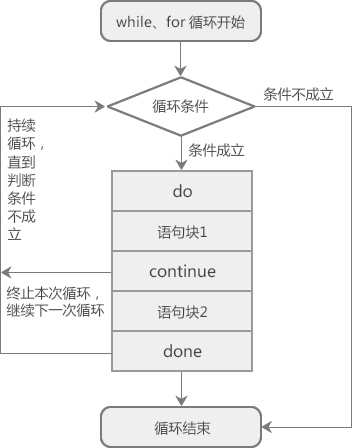 while、for 循环开始
循环条件
条件不成立
条件成立
持续
循环，
直到
判断
条件
不成
立
do
语句块1
continue
终止本次循环，
继续下一次循环
语句块2
done
循环结束